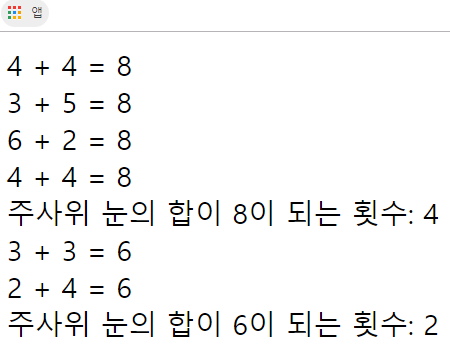 앱
4 + 4 = 8
3 + 5 = 8
6 + 2 = 8
4 + 4 = 8
주사위 눈의 합이 8이 되는 횟수: 4
3 + 3 = 6
2 + 4 = 6
주사위 눈의 합이 6이 되는 횟수: 2